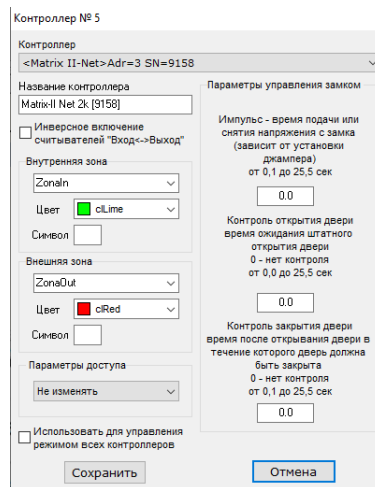 Контроллер № 5
Контроллер
<Matrix II-Net>Adr=3 SN=9158
Название контроллера
Matrix-II Net 2k [9158]
Инверсное включение
считывателей "Вход<->Выход"
Внутренняя зона
ZonaIn
Цвет clLime
Символ
Внешняя зона
ZonaOut
Цвет clRed
Символ
Параметры доступа
Не изменять
Использовать для управления
режимом всех контроллеров
Параметры управления замком
Импульс - время подачи или
снятия напряжения с замка
(зависит от установки
джампера)
от 0,1 до 25,5 сек
0.0
Контроль открытия двери
время ожидания штатного
открытия двери
0 - нет контроля
от 0,0 до 25,5 сек
0.0
Контроль закрытия двери
время после открывания двери в
течение которого дверь должна
быть закрыта
0 - нет контроля
от 0,1 до 25,5 сек
0.0
Сохранить
Отмена